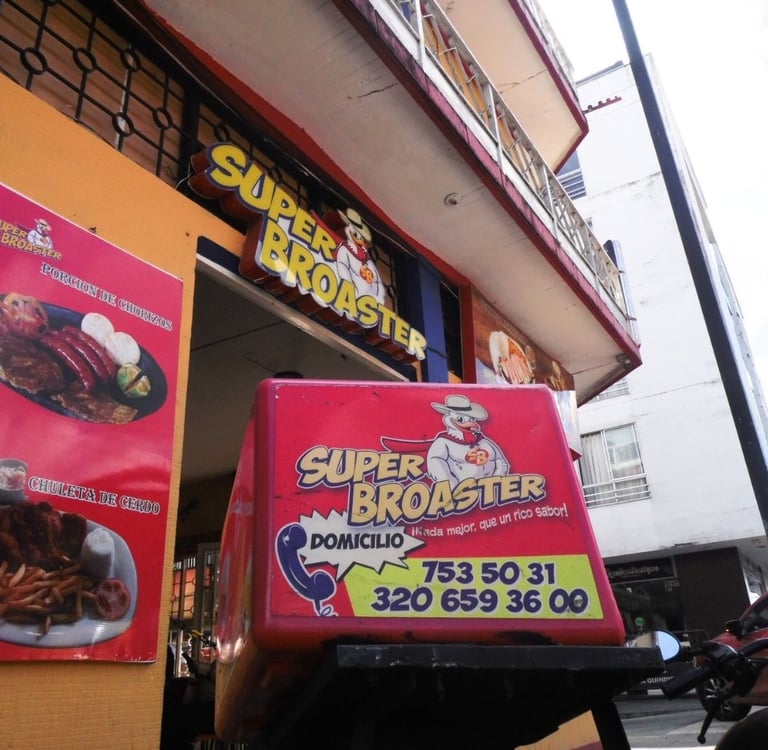 SUPER
BROASTER
SUPER
BROASTER
PORCION DE CHORIZOS
CHULETA DE CERDO
SUPER
BROASTER
SB
¡Nada mejor, que un rico sabor!
DOMICILIO
753 50 31
320 659 36 00